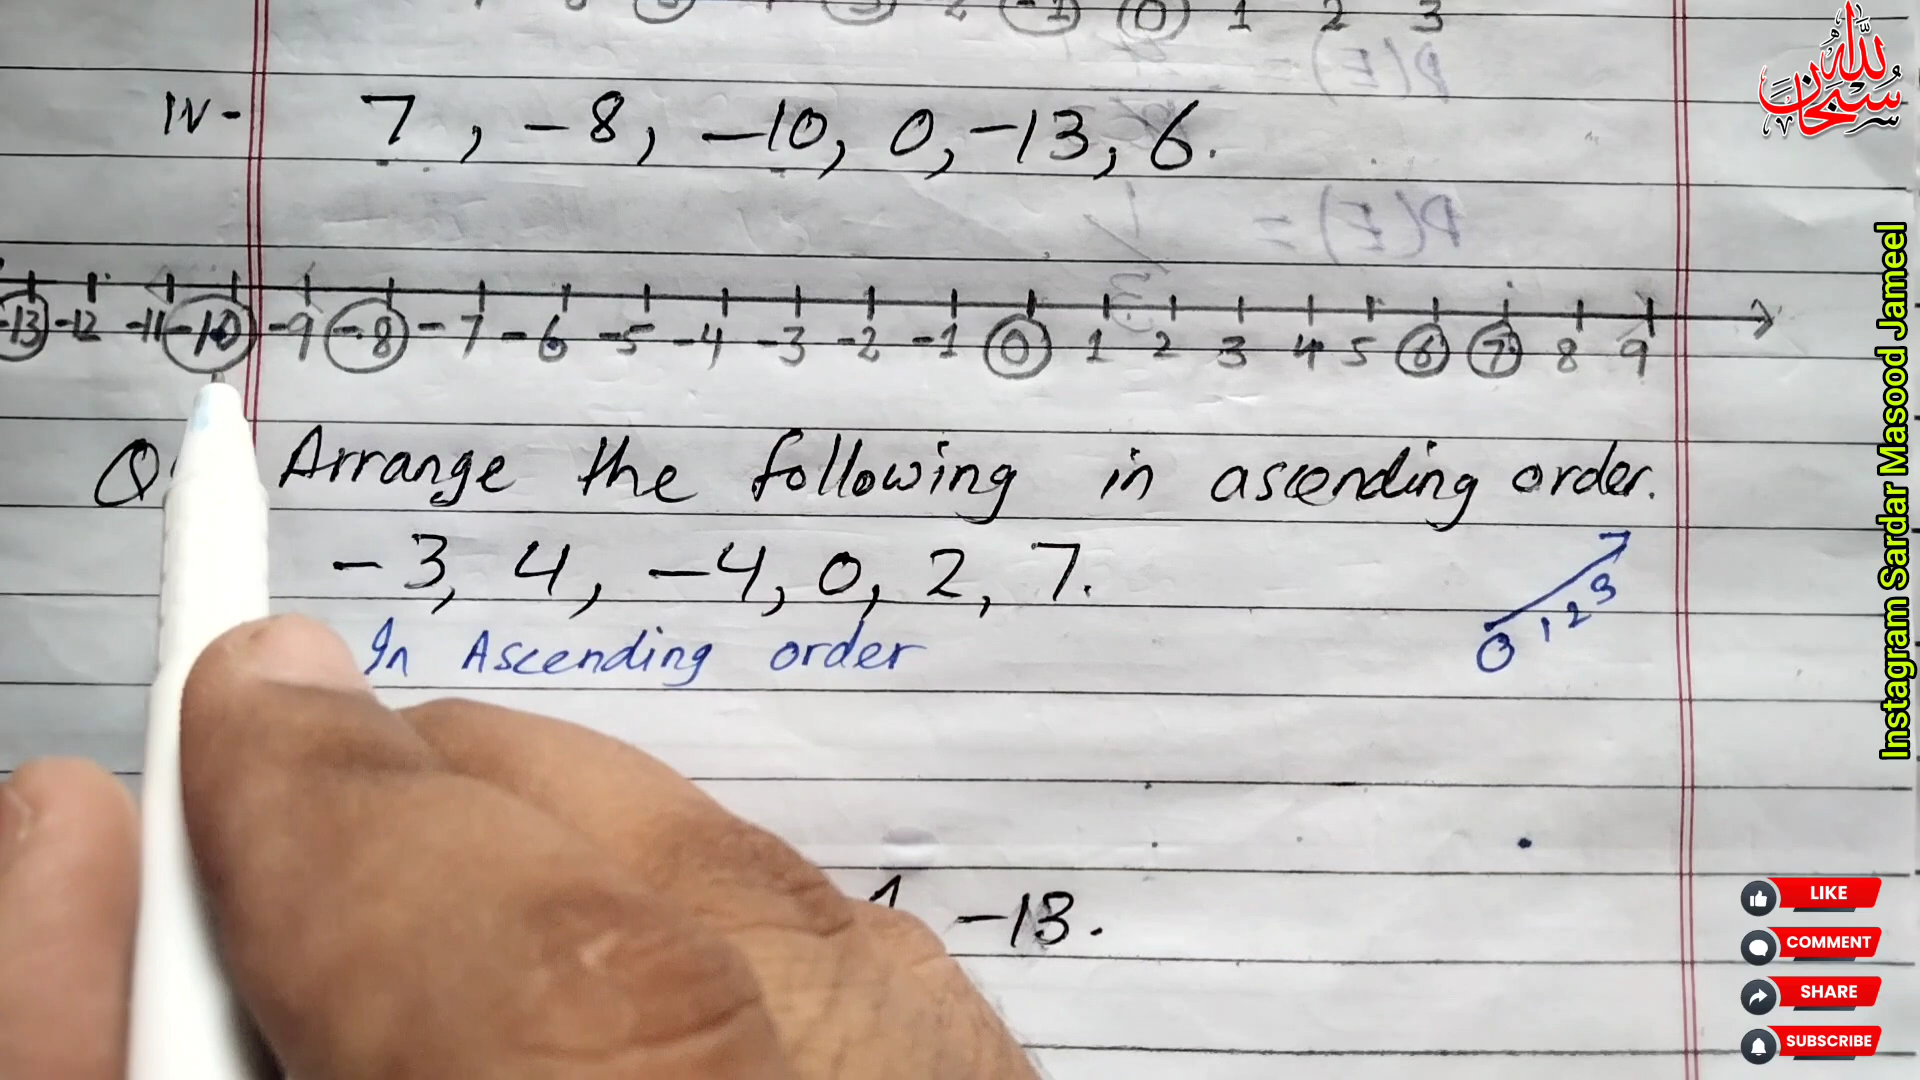 1 2 3
P(E) =
IV- 7, -8, -10, 0, -13, 6.
P(E) =
-13 -12 -11 -10 -9 -8 -7 -6 -5 -4 -3 -2 -1 0 1 2 3 4 5 6 7 8 9
Q Arrange the following in ascending order.
-3, 4, -4, 0, 2, 7.
0 1 2 3
In Ascending order
-13.
سبحان الله
Instagram Sardar Masood Jameel
LIKE
COMMENT
SHARE
SUBSCRIBE